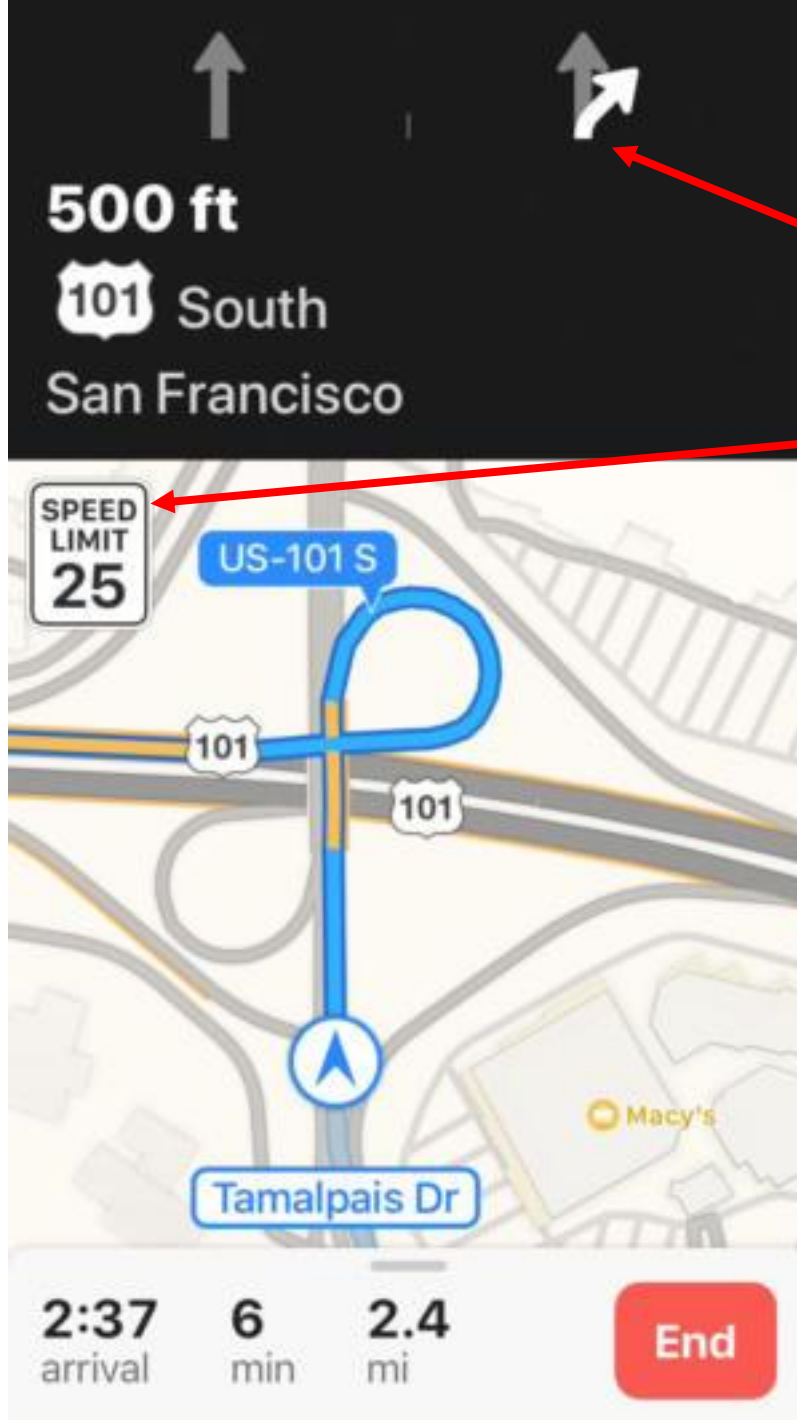 500 ft
101 South
San Francisco
SPEED
LIMIT
25
US-101 S
101
101
Macy's
Tamalpais Dr
2:37 6 2.4
arrival min mi
End